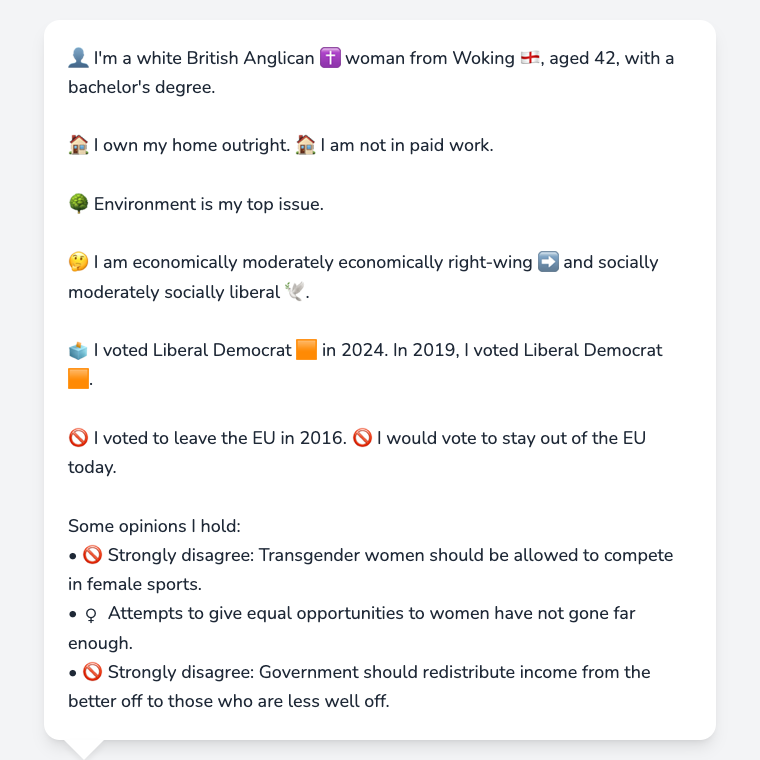 👤 I'm a white British Anglican ✝️ woman from Woking 🏴󠁧󠁢󠁥󠁮󠁧󠁿, aged 42, with a
bachelor's degree.
🏠 I own my home outright. 🏠 I am not in paid work.
🌳 Environment is my top issue.
🤔 I am economically moderately economically right-wing ➡️ and socially
moderately socially liberal 🕊️.
🗳️ I voted Liberal Democrat 🟧 in 2024. In 2019, I voted Liberal Democrat
🟧.
🚫 I voted to leave the EU in 2016. 🚫 I would vote to stay out of the EU
today.
Some opinions I hold:
• 🚫 Strongly disagree: Transgender women should be allowed to compete
in female sports.
• ♀ Attempts to give equal opportunities to women have not gone far
enough.
• 🚫 Strongly disagree: Government should redistribute income from the
better off to those who are less well off.